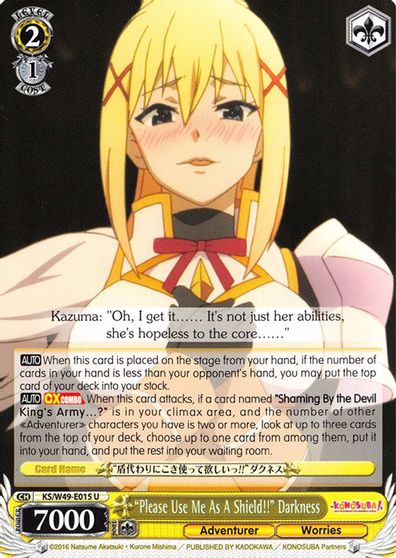 LEVEL
2
1
COST
Kazuma: "Oh, I get it…… It's not just her abilities,
she's hopeless to the core……"
AUTO When this card is placed on the stage from your hand, if the number of
cards in your hand is less than your opponent's hand, you may put the top
card of your deck into your stock.
AUTO CX COMBO When this card attacks, if a card named "Shaming By the Devil
King's Army…?" is in your climax area, and the number of other
«Adventurer» characters you have is two or more, look at up to three cards
from the top of your deck, choose up to one card from among them, put it
into your hand, and put the rest into your waiting room.
Card Name
"盾代わりにこき使って欲しいっ!!" ダクネス
CH KS/W49-E015 U
"Please Use Me As A Shield!!" Darkness
KONOSUBA!
POWER
7000
Adventurer
Worries
©2016 Natsume Akatsuki・Kurone Mishima / PUBLISHED BY KADOKAWA / KONOSUBA Partners